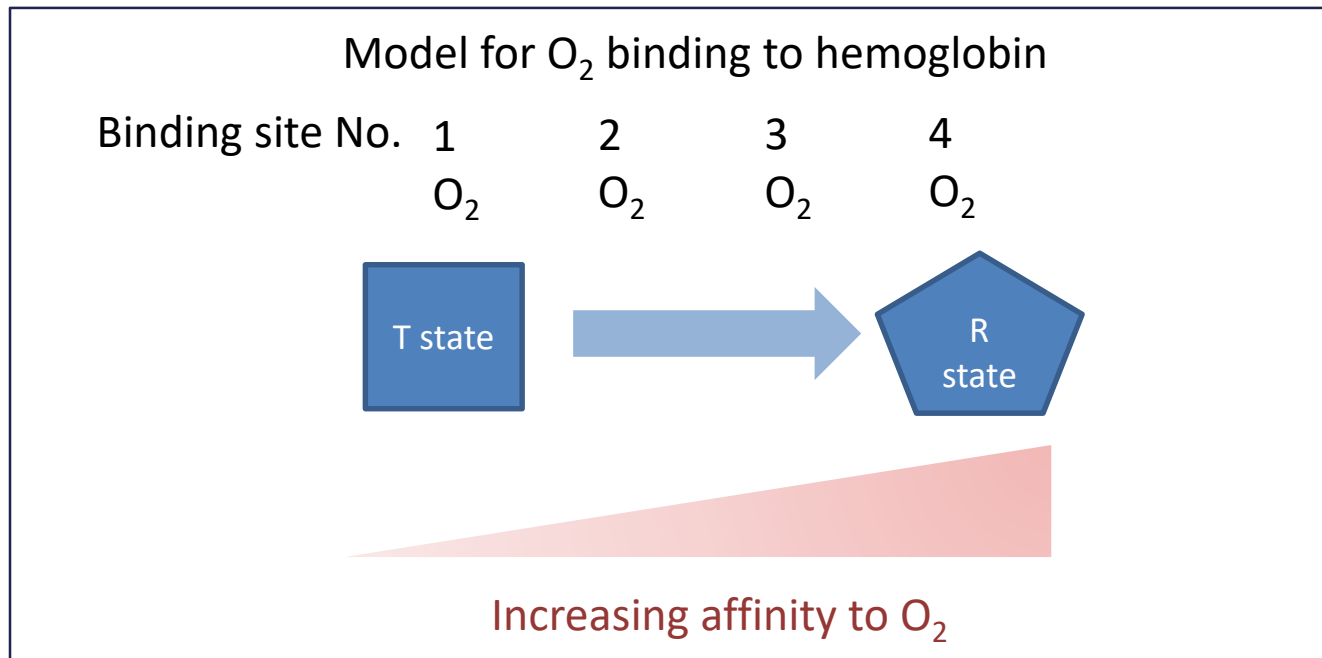 Model for O₂ binding to hemoglobin
Binding site No. 1 2 3 4
O₂ O₂ O₂ O₂
T state
R
state
Increasing affinity to O₂